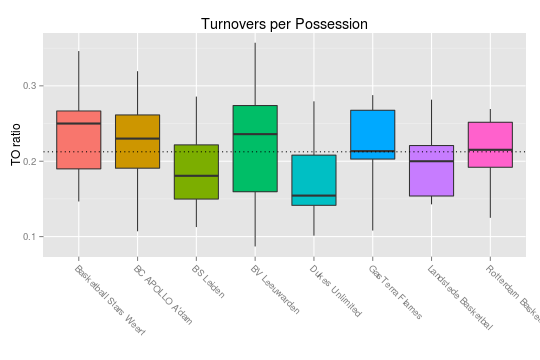 Turnovers per Possession
TO ratio
0.3
0.2
0.1
Basketball Stars Weert
BC APOLLO A'dam
BS Leiden
BV Leeuwarden
Dukes Unlimited
GasTerra Flames
Landstede Basketbal
Rotterdam Basket